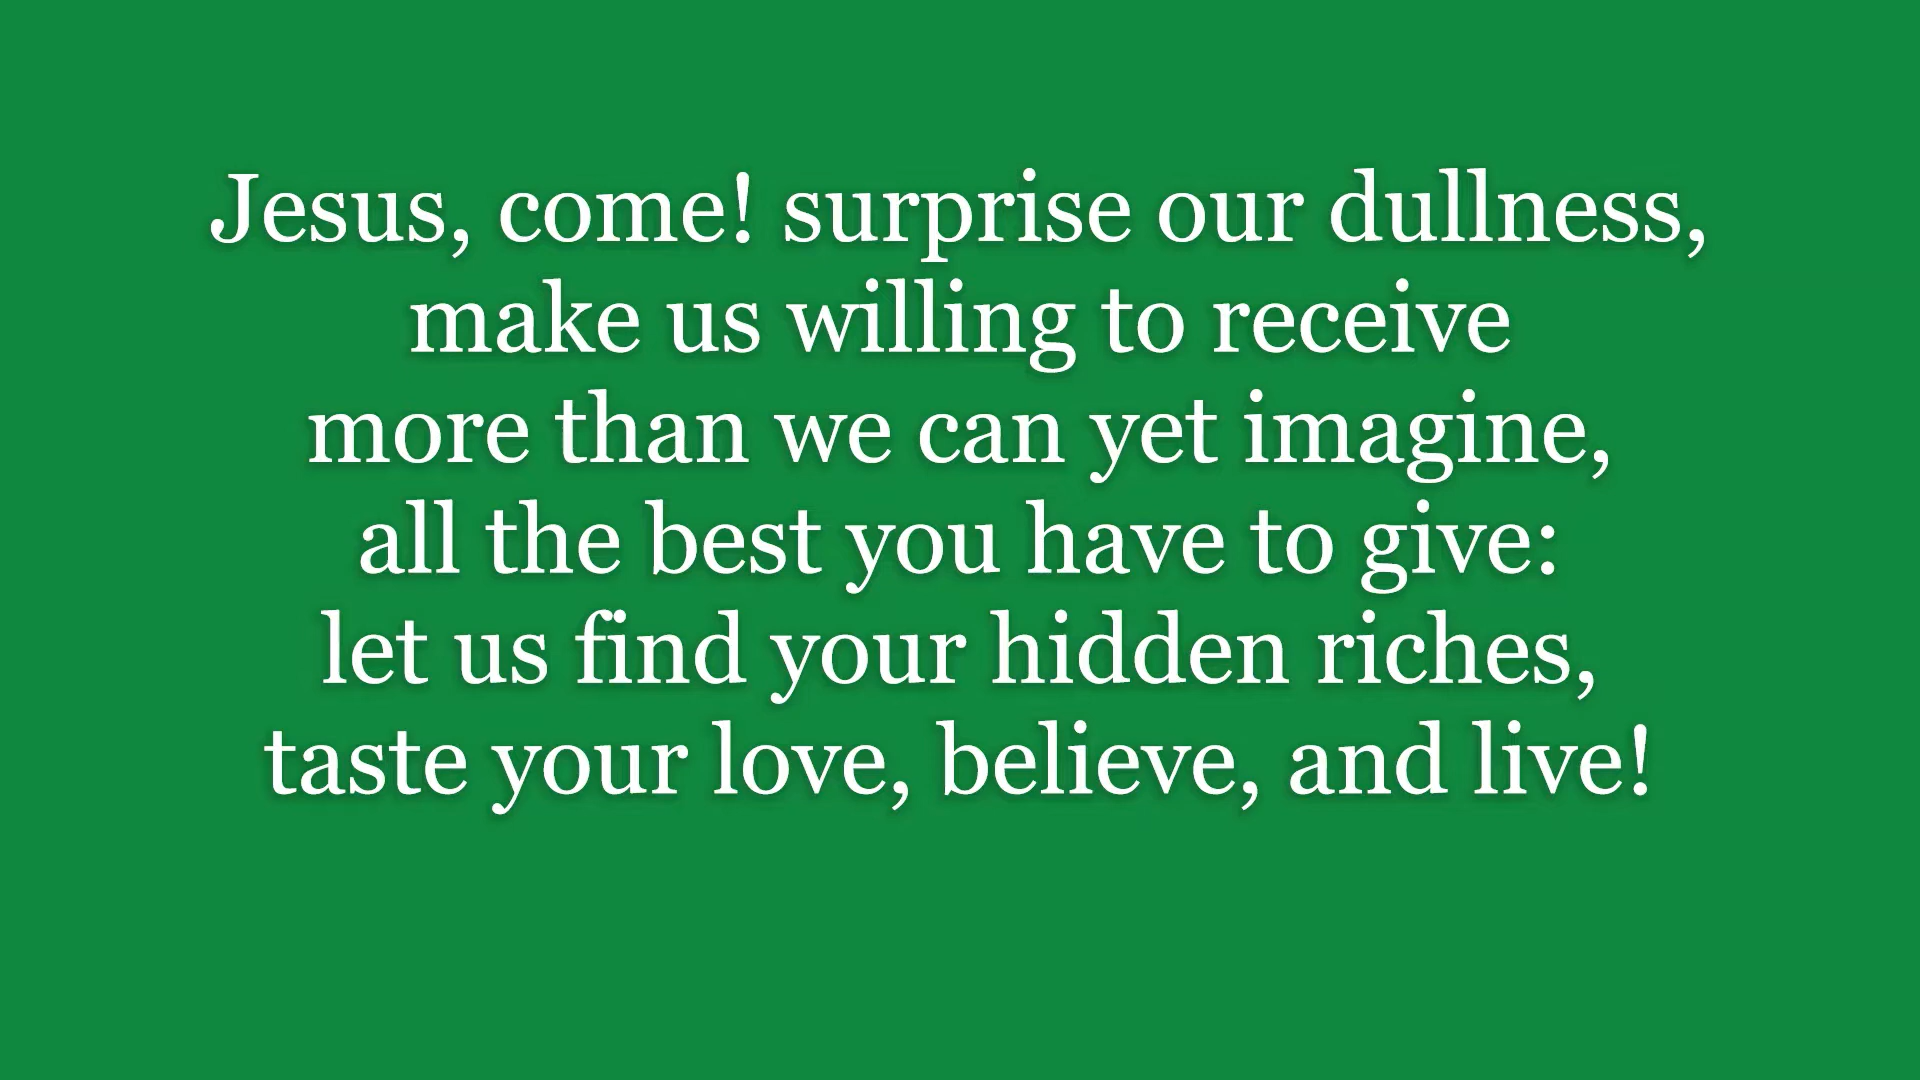 Jesus, come! surprise our dullness,
make us willing to receive
more than we can yet imagine,
all the best you have to give:
let us find your hidden riches,
taste your love, believe, and live!